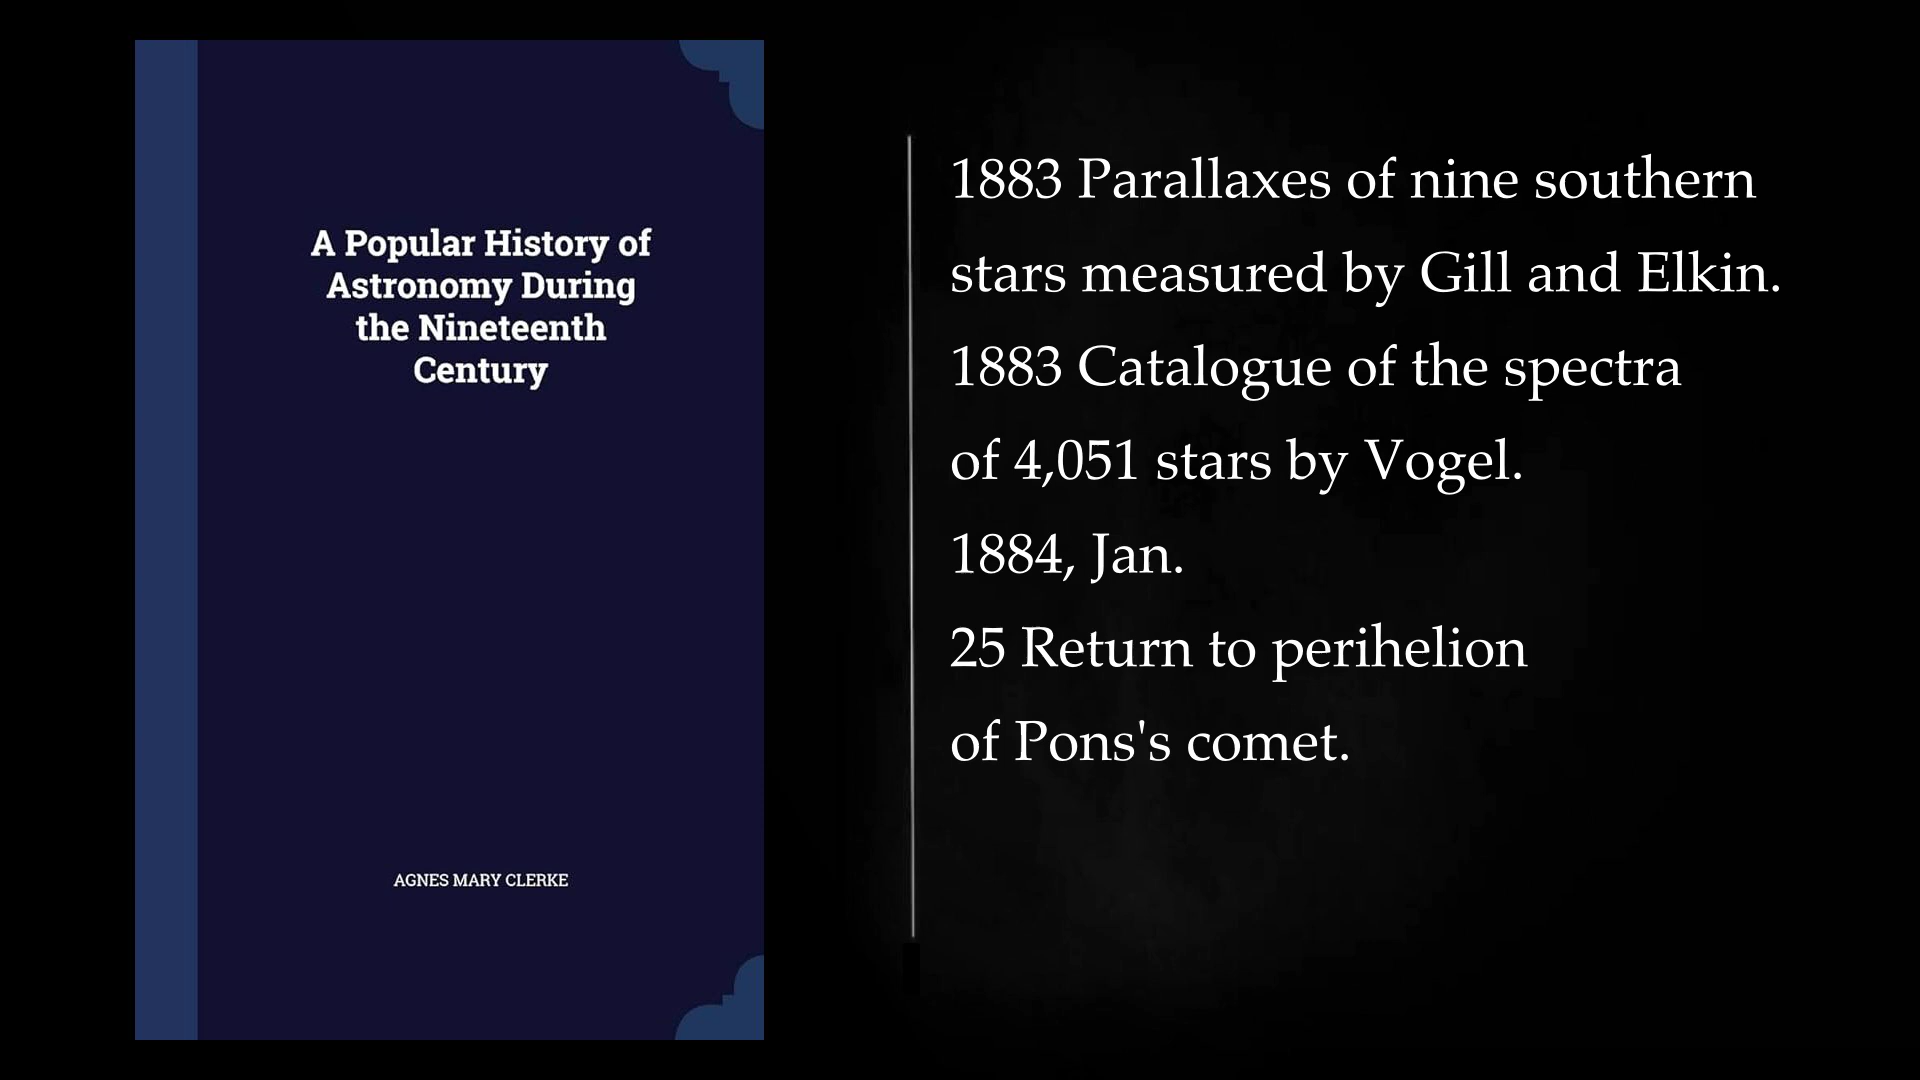 A Popular History of
Astronomy During
the Nineteenth
Century
AGNES MARY CLERKE
1883 Parallaxes of nine southern
stars measured by Gill and Elkin.
1883 Catalogue of the spectra
of 4,051 stars by Vogel.
1884, Jan.
25 Return to perihelion
of Pons's comet.